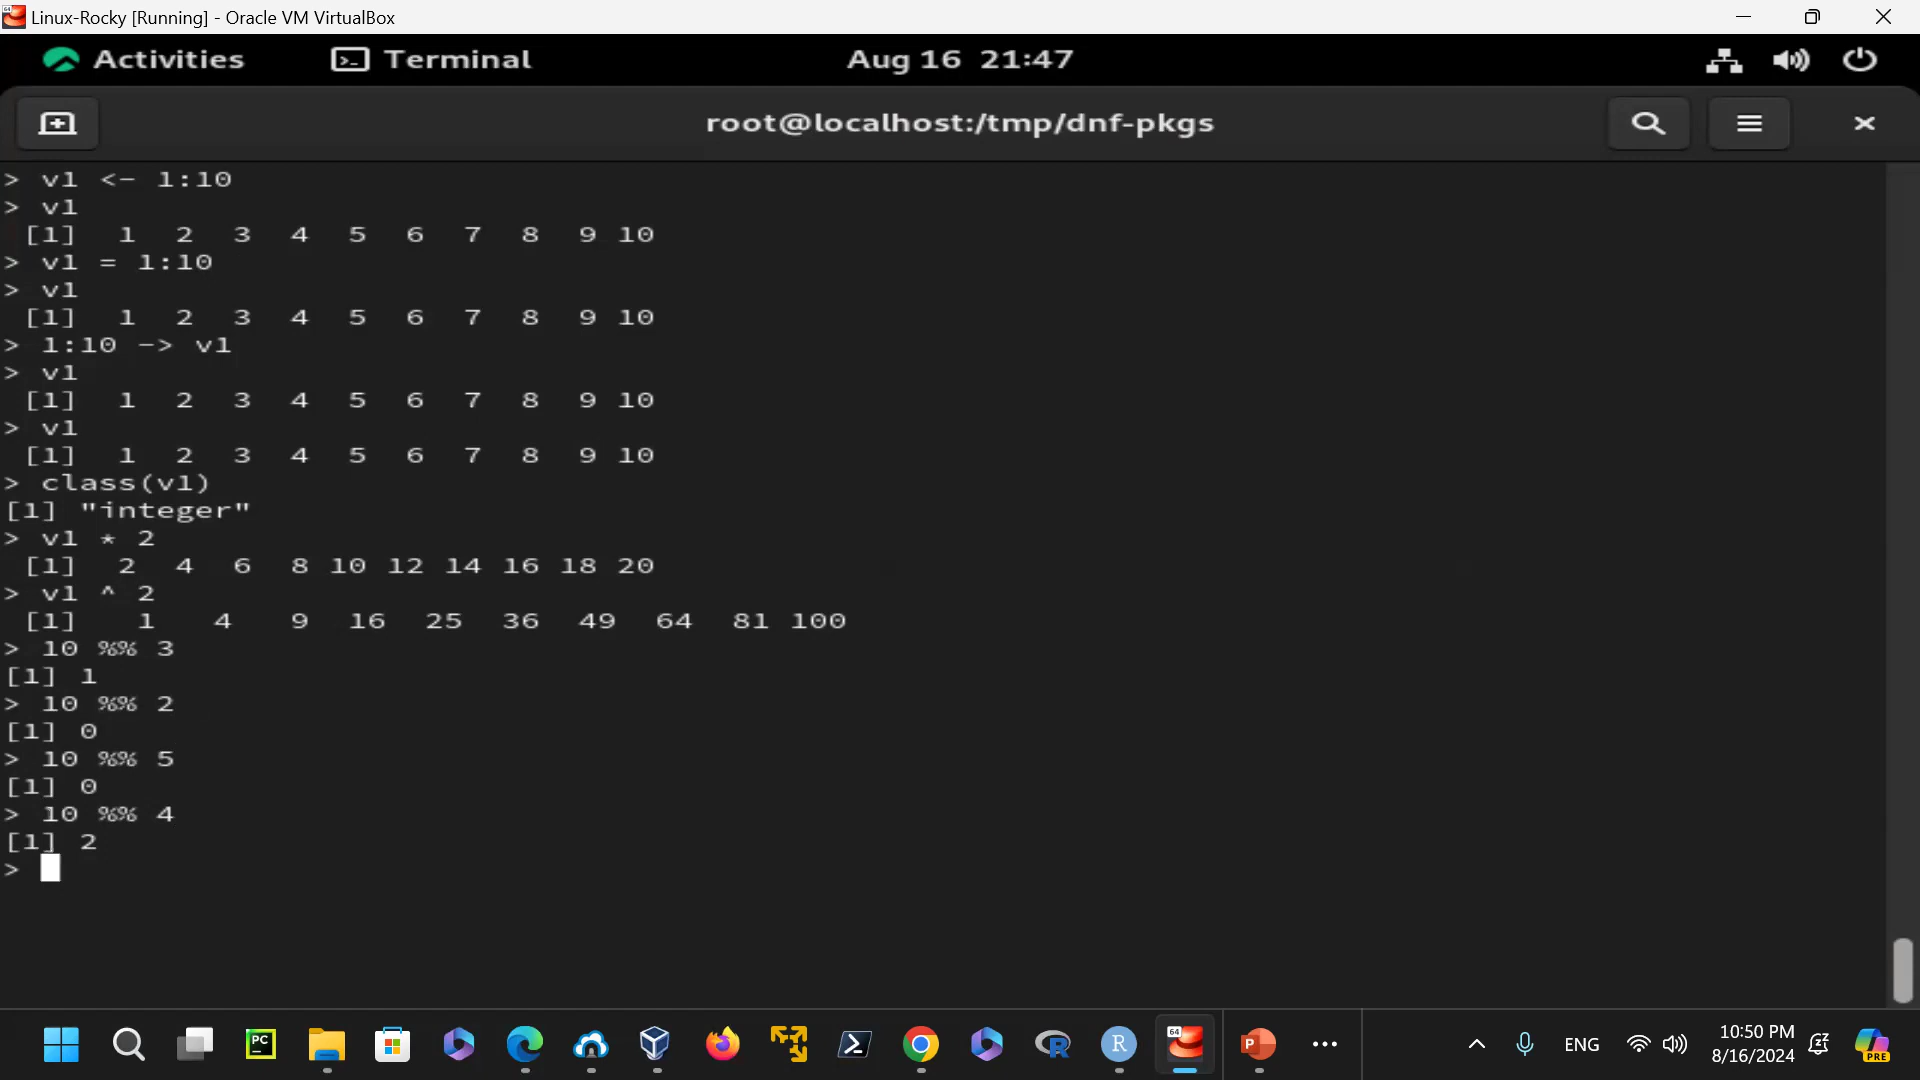 Linux-Rocky [Running] - Oracle VM VirtualBox
Activities Terminal Aug 16 21:47
root@localhost:/tmp/dnf-pkgs
> v1 <- 1:10
> v1
[1] 1 2 3 4 5 6 7 8 9 10
> v1 = 1:10
> v1
[1] 1 2 3 4 5 6 7 8 9 10
> 1:10 -> v1
> v1
[1] 1 2 3 4 5 6 7 8 9 10
> v1
[1] 1 2 3 4 5 6 7 8 9 10
> class(v1)
[1] "integer"
> v1 * 2
[1] 2 4 6 8 10 12 14 16 18 20
> v1 ^ 2
[1] 1 4 9 16 25 36 49 64 81 100
> 10 %% 3
[1] 1
> 10 %% 2
[1] 0
> 10 %% 5
[1] 0
> 10 %% 4
[1] 2
>
ENG
10:50 PM
8/16/2024